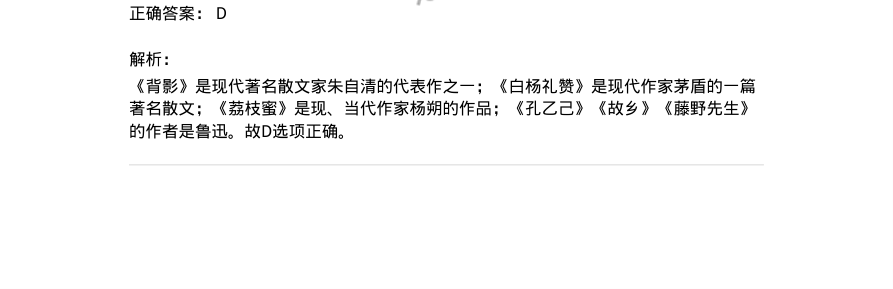 正确答案： D
解析：
《背影》是现代著名散文家朱自清的代表作之一；《白杨礼赞》是现代作家茅盾的一篇
著名散文；《荔枝蜜》是现、当代作家杨朔的作品；《孔乙己》《故乡》《藤野先生》
的作者是鲁迅。故D选项正确。